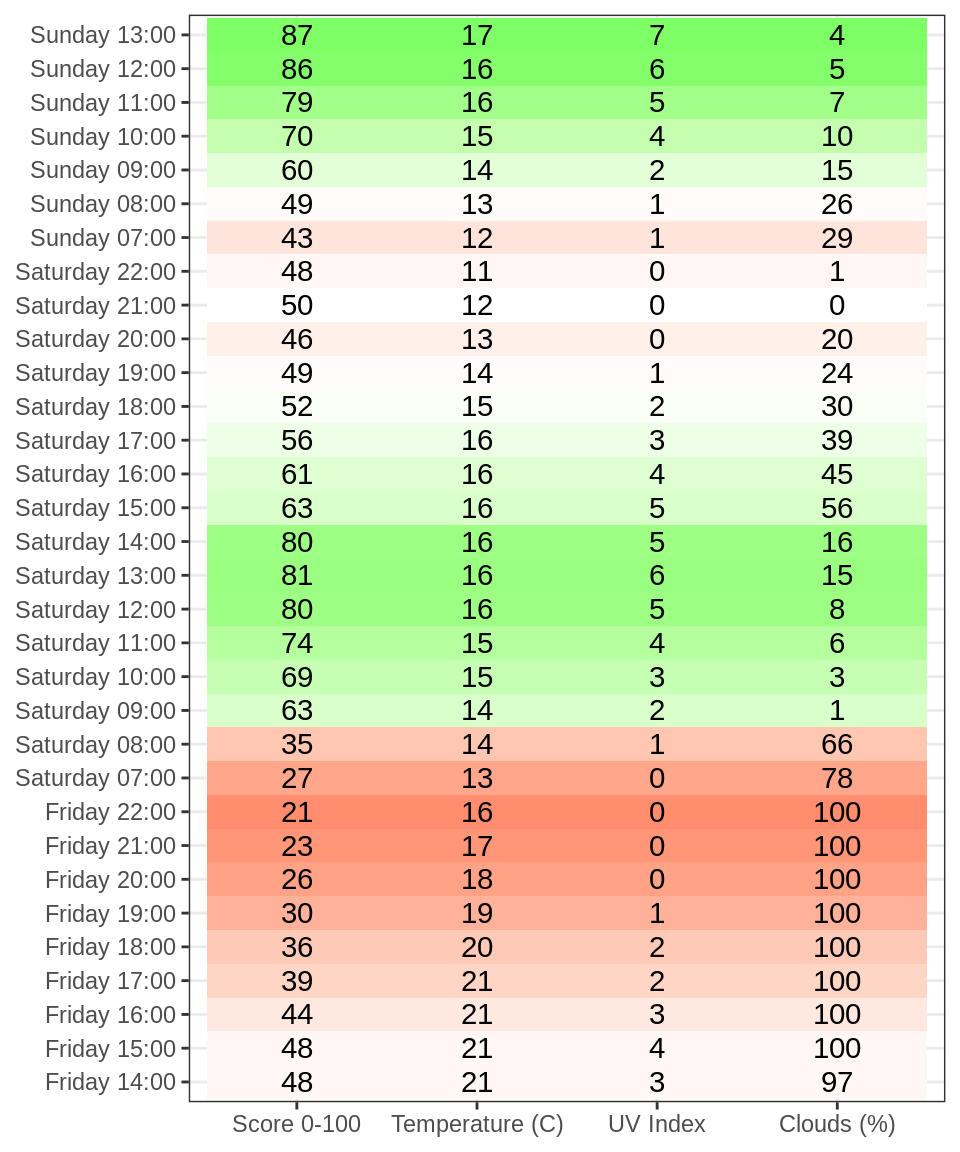 Sunday 13:00 87 17 7 4
Sunday 12:00 86 16 6 5
Sunday 11:00 79 16 5 7
Sunday 10:00 70 15 4 10
Sunday 09:00 60 14 2 15
Sunday 08:00 49 13 1 26
Sunday 07:00 43 12 1 29
Saturday 22:00 48 11 0 1
Saturday 21:00 50 12 0 0
Saturday 20:00 46 13 0 20
Saturday 19:00 49 14 1 24
Saturday 18:00 52 15 2 30
Saturday 17:00 56 16 3 39
Saturday 16:00 61 16 4 45
Saturday 15:00 63 16 5 56
Saturday 14:00 80 16 5 16
Saturday 13:00 81 16 6 15
Saturday 12:00 80 16 5 8
Saturday 11:00 74 15 4 6
Saturday 10:00 69 15 3 3
Saturday 09:00 63 14 2 1
Saturday 08:00 35 14 1 66
Saturday 07:00 27 13 0 78
Friday 22:00 21 16 0 100
Friday 21:00 23 17 0 100
Friday 20:00 26 18 0 100
Friday 19:00 30 19 1 100
Friday 18:00 36 20 2 100
Friday 17:00 39 21 2 100
Friday 16:00 44 21 3 100
Friday 15:00 48 21 4 100
Friday 14:00 48 21 3 97
Score 0-100 Temperature (C) UV Index Clouds (%)